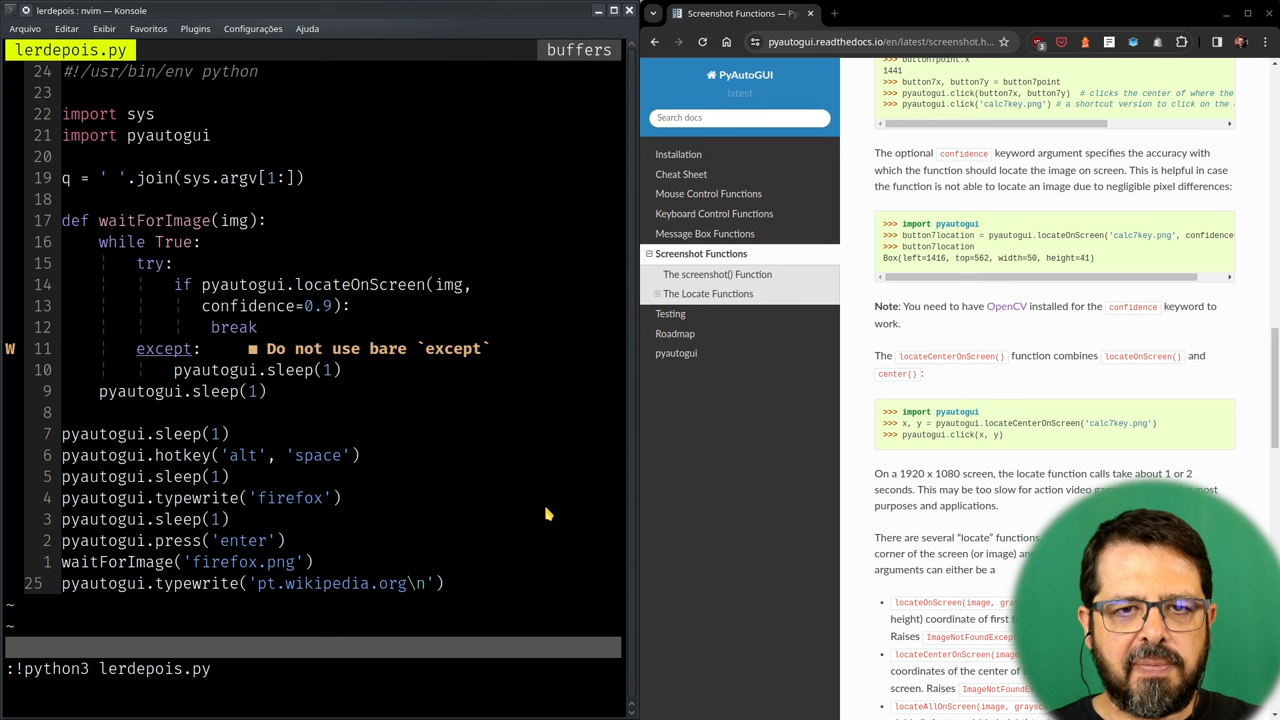 lerdepois : nvim — Konsole
Arquivo Editar Exibir Favoritos Plugins Configurações Ajuda
lerdepois.py buffers
24 #!/usr/bin/env python
23
22 import sys
21 import pyautogui
20
19 q = ' '.join(sys.argv[1:])
18
17 def waitForImage(img):
16 while True:
15 try:
14 if pyautogui.locateOnScreen(img,
13 confidence=0.9):
12 break
W 11 except: ■ Do not use bare `except`
10 pyautogui.sleep(1)
9 pyautogui.sleep(1)
8
7 pyautogui.sleep(1)
6 pyautogui.hotkey('alt', 'space')
5 pyautogui.sleep(1)
4 pyautogui.typewrite('firefox')
3 pyautogui.sleep(1)
2 pyautogui.press('enter')
1 waitForImage('firefox.png')
25 pyautogui.typewrite('pt.wikipedia.org\n')
~
~
:!python3 lerdepois.py
Screenshot Functions — Py
pyautogui.readthedocs.io/en/latest/screenshot.h...
3
PyAutoGUI
latest
Search docs
Installation
Cheat Sheet
Mouse Control Functions
Keyboard Control Functions
Message Box Functions
Screenshot Functions
The screenshot() Function
The Locate Functions
Testing
Roadmap
pyautogui
>>> button7point.x
1441
>>> button7x, button7y = button7point
>>> pyautogui.click(button7x, button7y) # clicks the center of where the
>>> pyautogui.click('calc7key.png') # a shortcut version to click on the
The optional confidence keyword argument specifies the accuracy with
which the function should locate the image on screen. This is helpful in case
the function is not able to locate an image due to negligible pixel differences:
>>> import pyautogui
>>> button7location = pyautogui.locateOnScreen('calc7key.png', confidence
>>> button7location
Box(left=1416, top=562, width=50, height=41)
Note: You need to have OpenCV installed for the confidence keyword to
work.
The locateCenterOnScreen() function combines locateOnScreen() and
center() :
>>> import pyautogui
>>> x, y = pyautogui.locateCenterOnScreen('calc7key.png')
>>> pyautogui.click(x, y)
On a 1920 x 1080 screen, the locate function calls take about 1 or 2
seconds. This may be too slow for action video most
purposes and applications.
There are several “locate” functions
corner of the screen (or image) and
arguments can either be a
locateOnScreen(image,
height) coordinate of first
Raises ImageNotFoundExcept
locateCenterOnScreen(image
coordinates of the center of
screen. Raises ImageNotFoun
locateAllOnScreen(image,